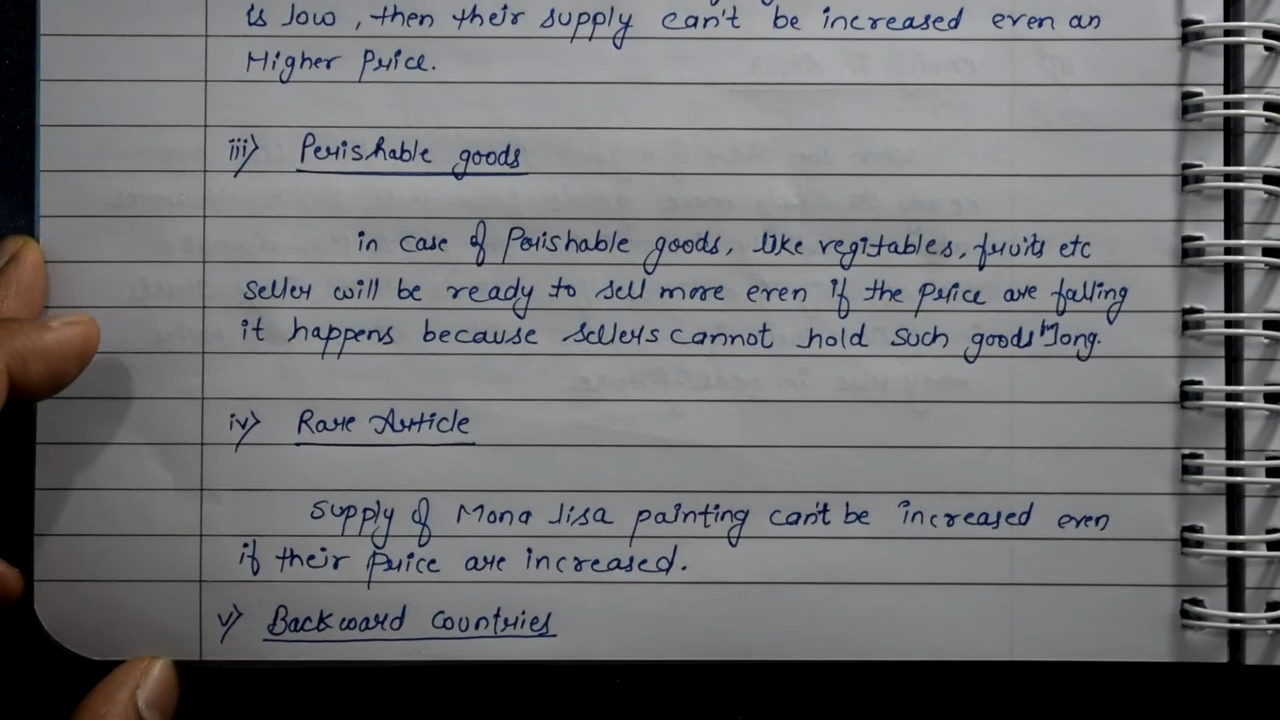 is low, then their supply can't be increased even an
Higher Price.
iii) Perishable goods
in case of Perishable goods, like vegitables, fruits etc
seller will be ready to sell more even if the price are falling
it happens because sellers cannot hold such goods long.
iv) Rare Article
Supply of Mona lisa painting can't be increased even
if their price are increased.
v) Backward Countries